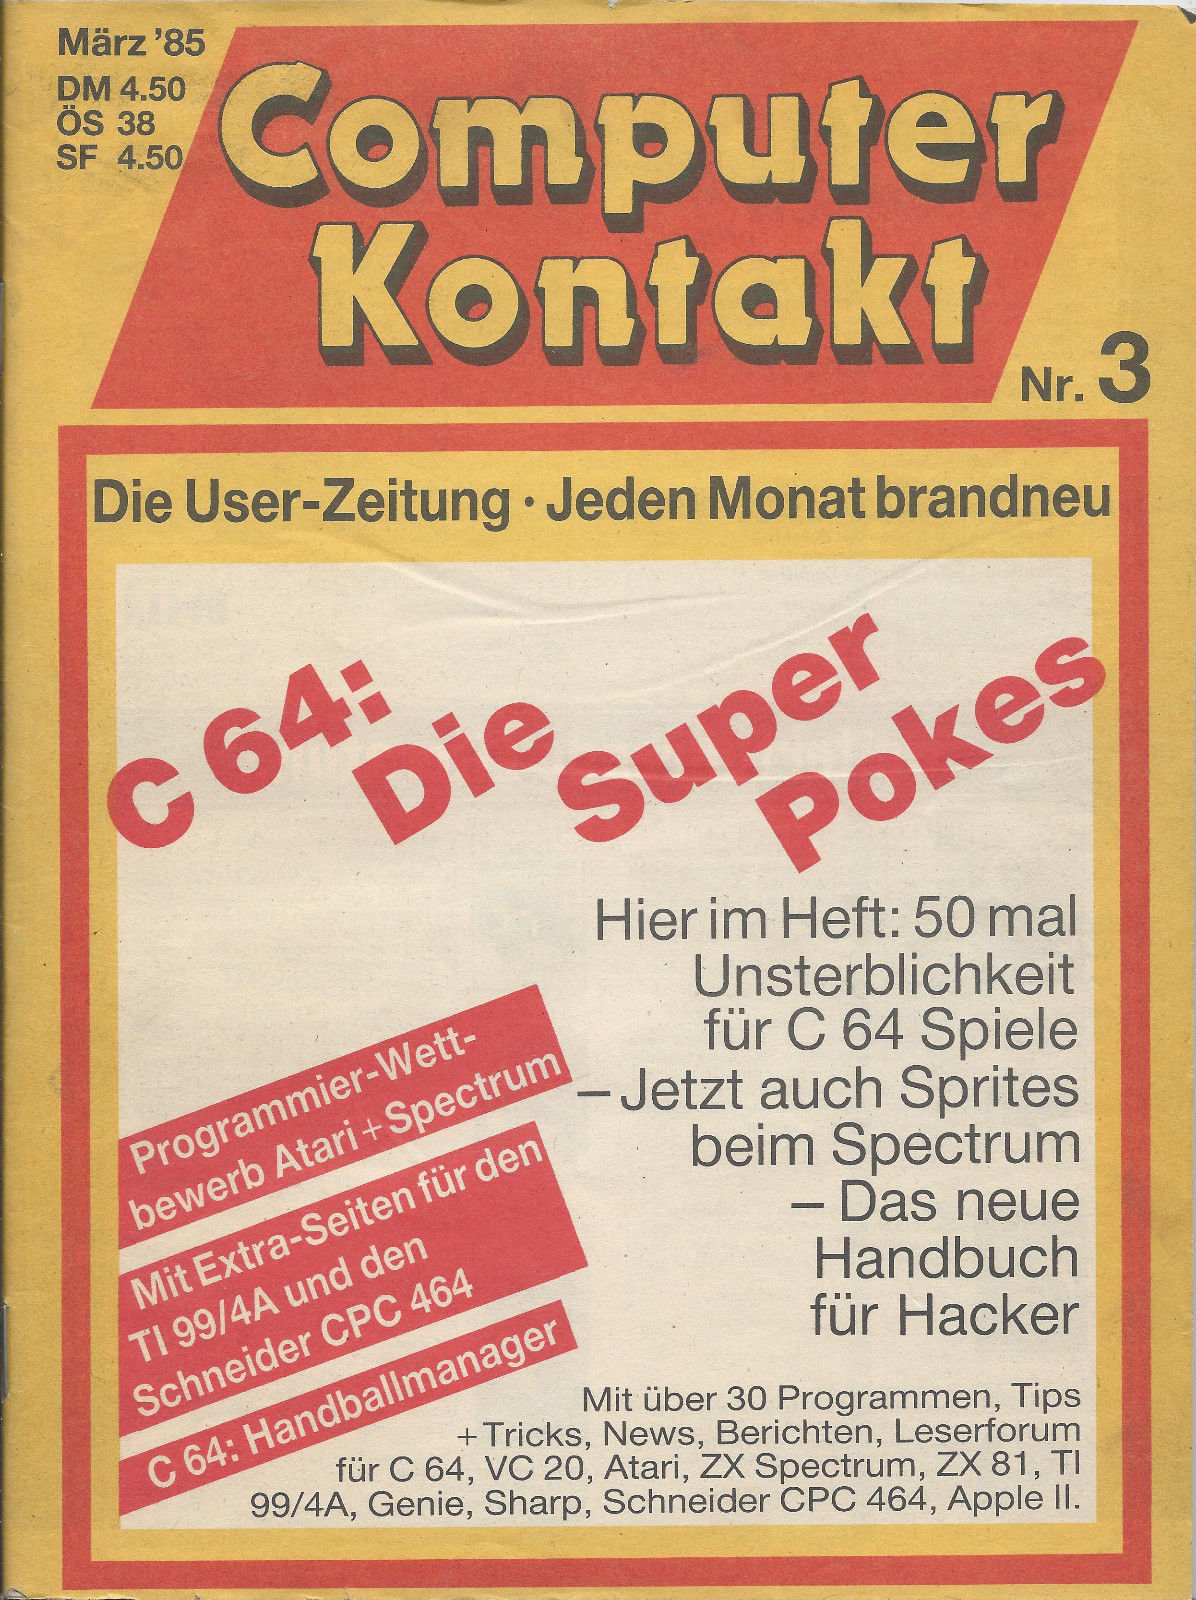 März '85
DM 4.50
ÖS 38
SF 4.50
Computer
Kontakt
Nr. 3
Die User-Zeitung · Jeden Monat brandneu
C 64:
Die
Super
Pokes
Hier im Heft: 50 mal
Unsterblichkeit
für C 64 Spiele
– Jetzt auch Sprites
beim Spectrum
– Das neue
Handbuch
für Hacker
Programmier-Wett-
bewerb Atari + Spectrum
Mit Extra-Seiten für den
TI 99/4A und den
Schneider CPC 464
C 64: Handballmanager
Mit über 30 Programmen, Tips
+ Tricks, News, Berichten, Leserforum
für C 64, VC 20, Atari, ZX Spectrum, ZX 81, TI
99/4A, Genie, Sharp, Schneider CPC 464, Apple II.